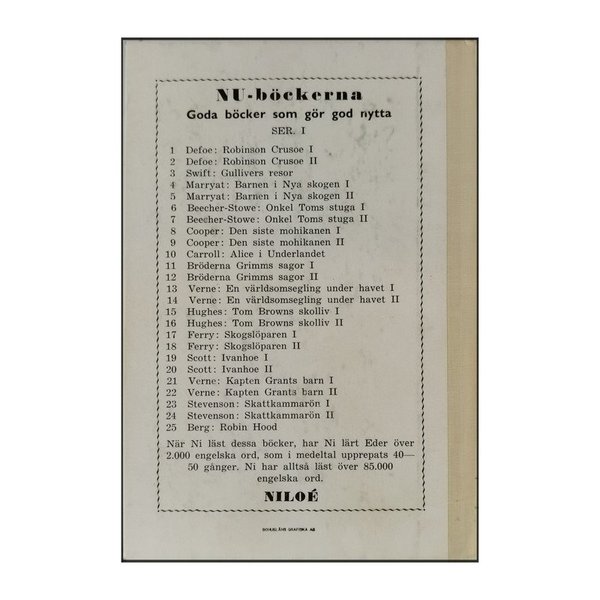 NU-böckerna
Goda böcker som gör god nytta
SER. I
1 Defoe: Robinson Crusoe I
2 Defoe: Robinson Crusoe II
3 Swift: Gullivers resor
4 Marryat: Barnen i Nya skogen I
5 Marryat: Barnen i Nya skogen II
6 Beecher-Stowe: Onkel Toms stuga I
7 Beecher-Stowe: Onkel Toms stuga II
8 Cooper: Den siste mohikanen I
9 Cooper: Den siste mohikanen II
10 Carroll: Alice i Underlandet
11 Bröderna Grimms sagor I
12 Bröderna Grimms sagor II
13 Verne: En världsomsegling under havet I
14 Verne: En världsomsegling under havet II
15 Hughes: Tom Browns skolliv I
16 Hughes: Tom Browns skolliv II
17 Ferry: Skogslöparen I
18 Ferry: Skogslöparen II
19 Scott: Ivanhoe I
20 Scott: Ivanhoe II
21 Verne: Kapten Grants barn I
22 Verne: Kapten Grants barn II
23 Stevenson: Skattkammarön I
24 Stevenson: Skattkammarön II
25 Berg: Robin Hood
När Ni läst dessa böcker, har Ni lärt Eder över
2.000 engelska ord, som i medeltal upprepats 40—
50 gånger. Ni har alltså läst över 85.000
engelska ord.
NILOÉ
BOHUSLÄNS GRAFISKA AB